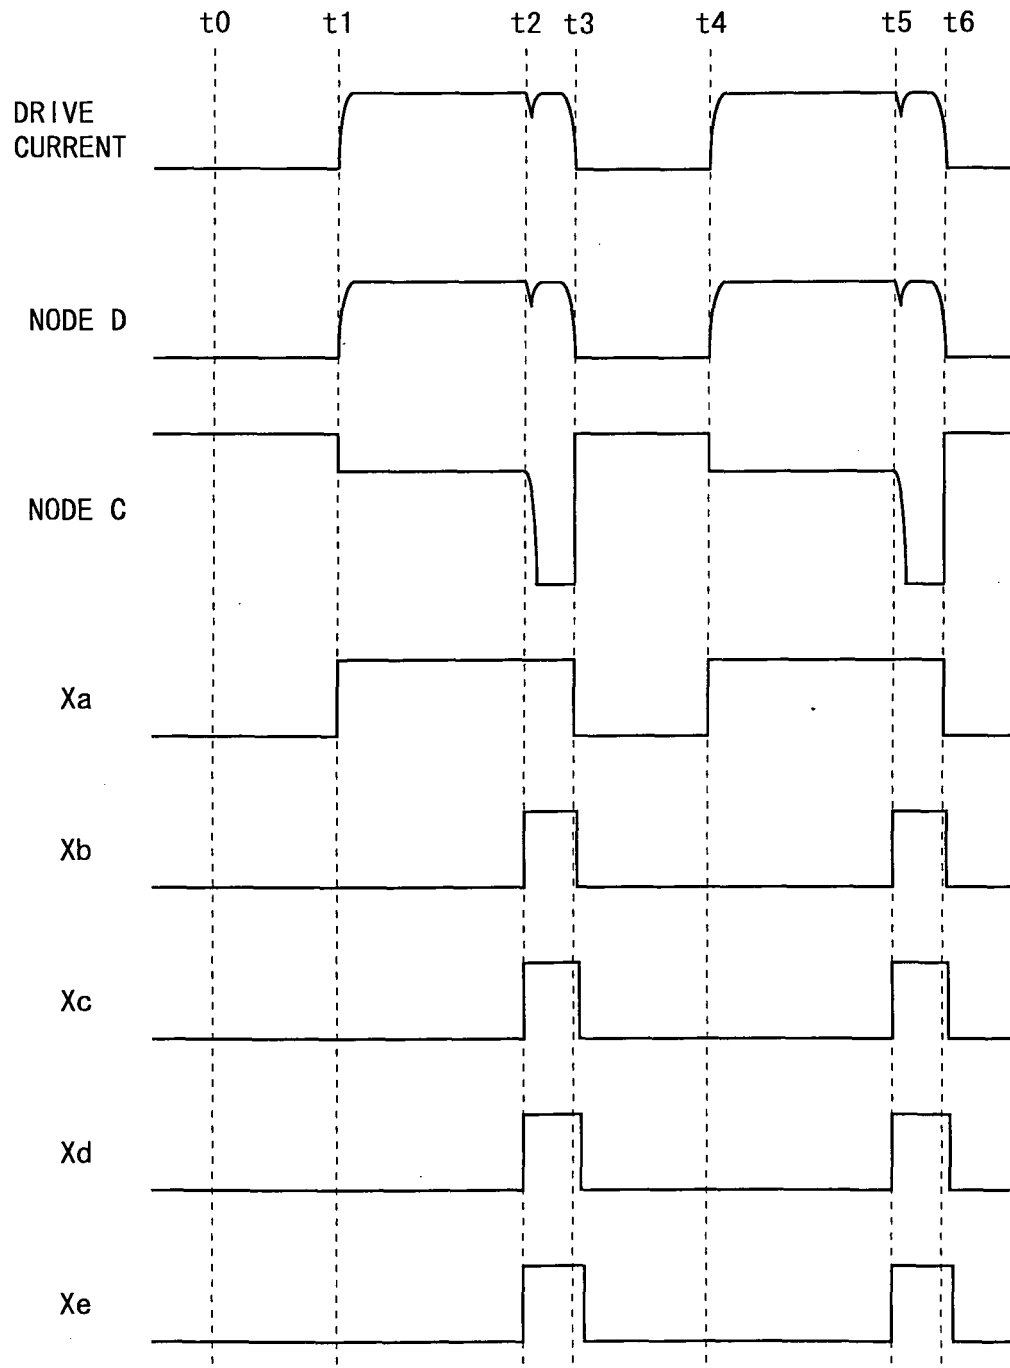 t0 t1 t2 t3 t4 t5 t6
DRIVE
CURRENT
NODE D
NODE C
Xa
Xb
Xc
Xd
Xe